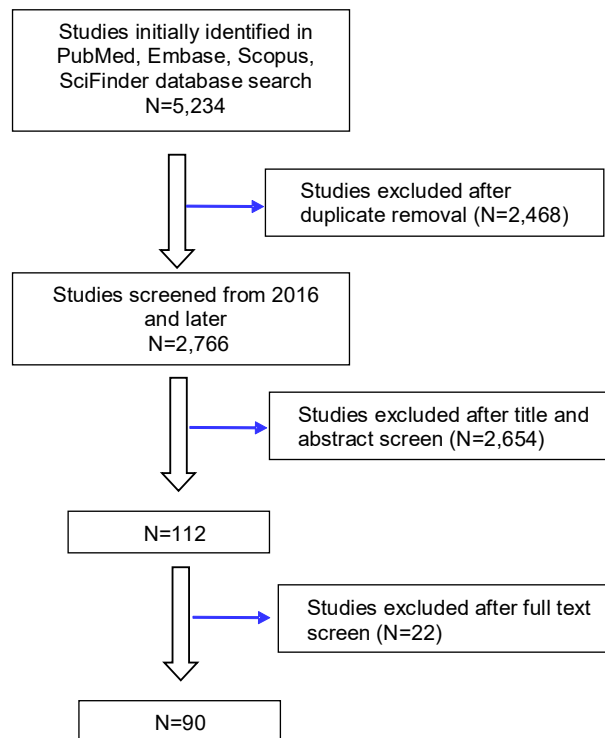 Studies initially identified in
PubMed, Embase, Scopus,
SciFinder database search
N=5,234
Studies excluded after
duplicate removal (N=2,468)
Studies screened from 2016
and later
N=2,766
Studies excluded after title and
abstract screen (N=2,654)
N=112
Studies excluded after full text
screen (N=22)
N=90